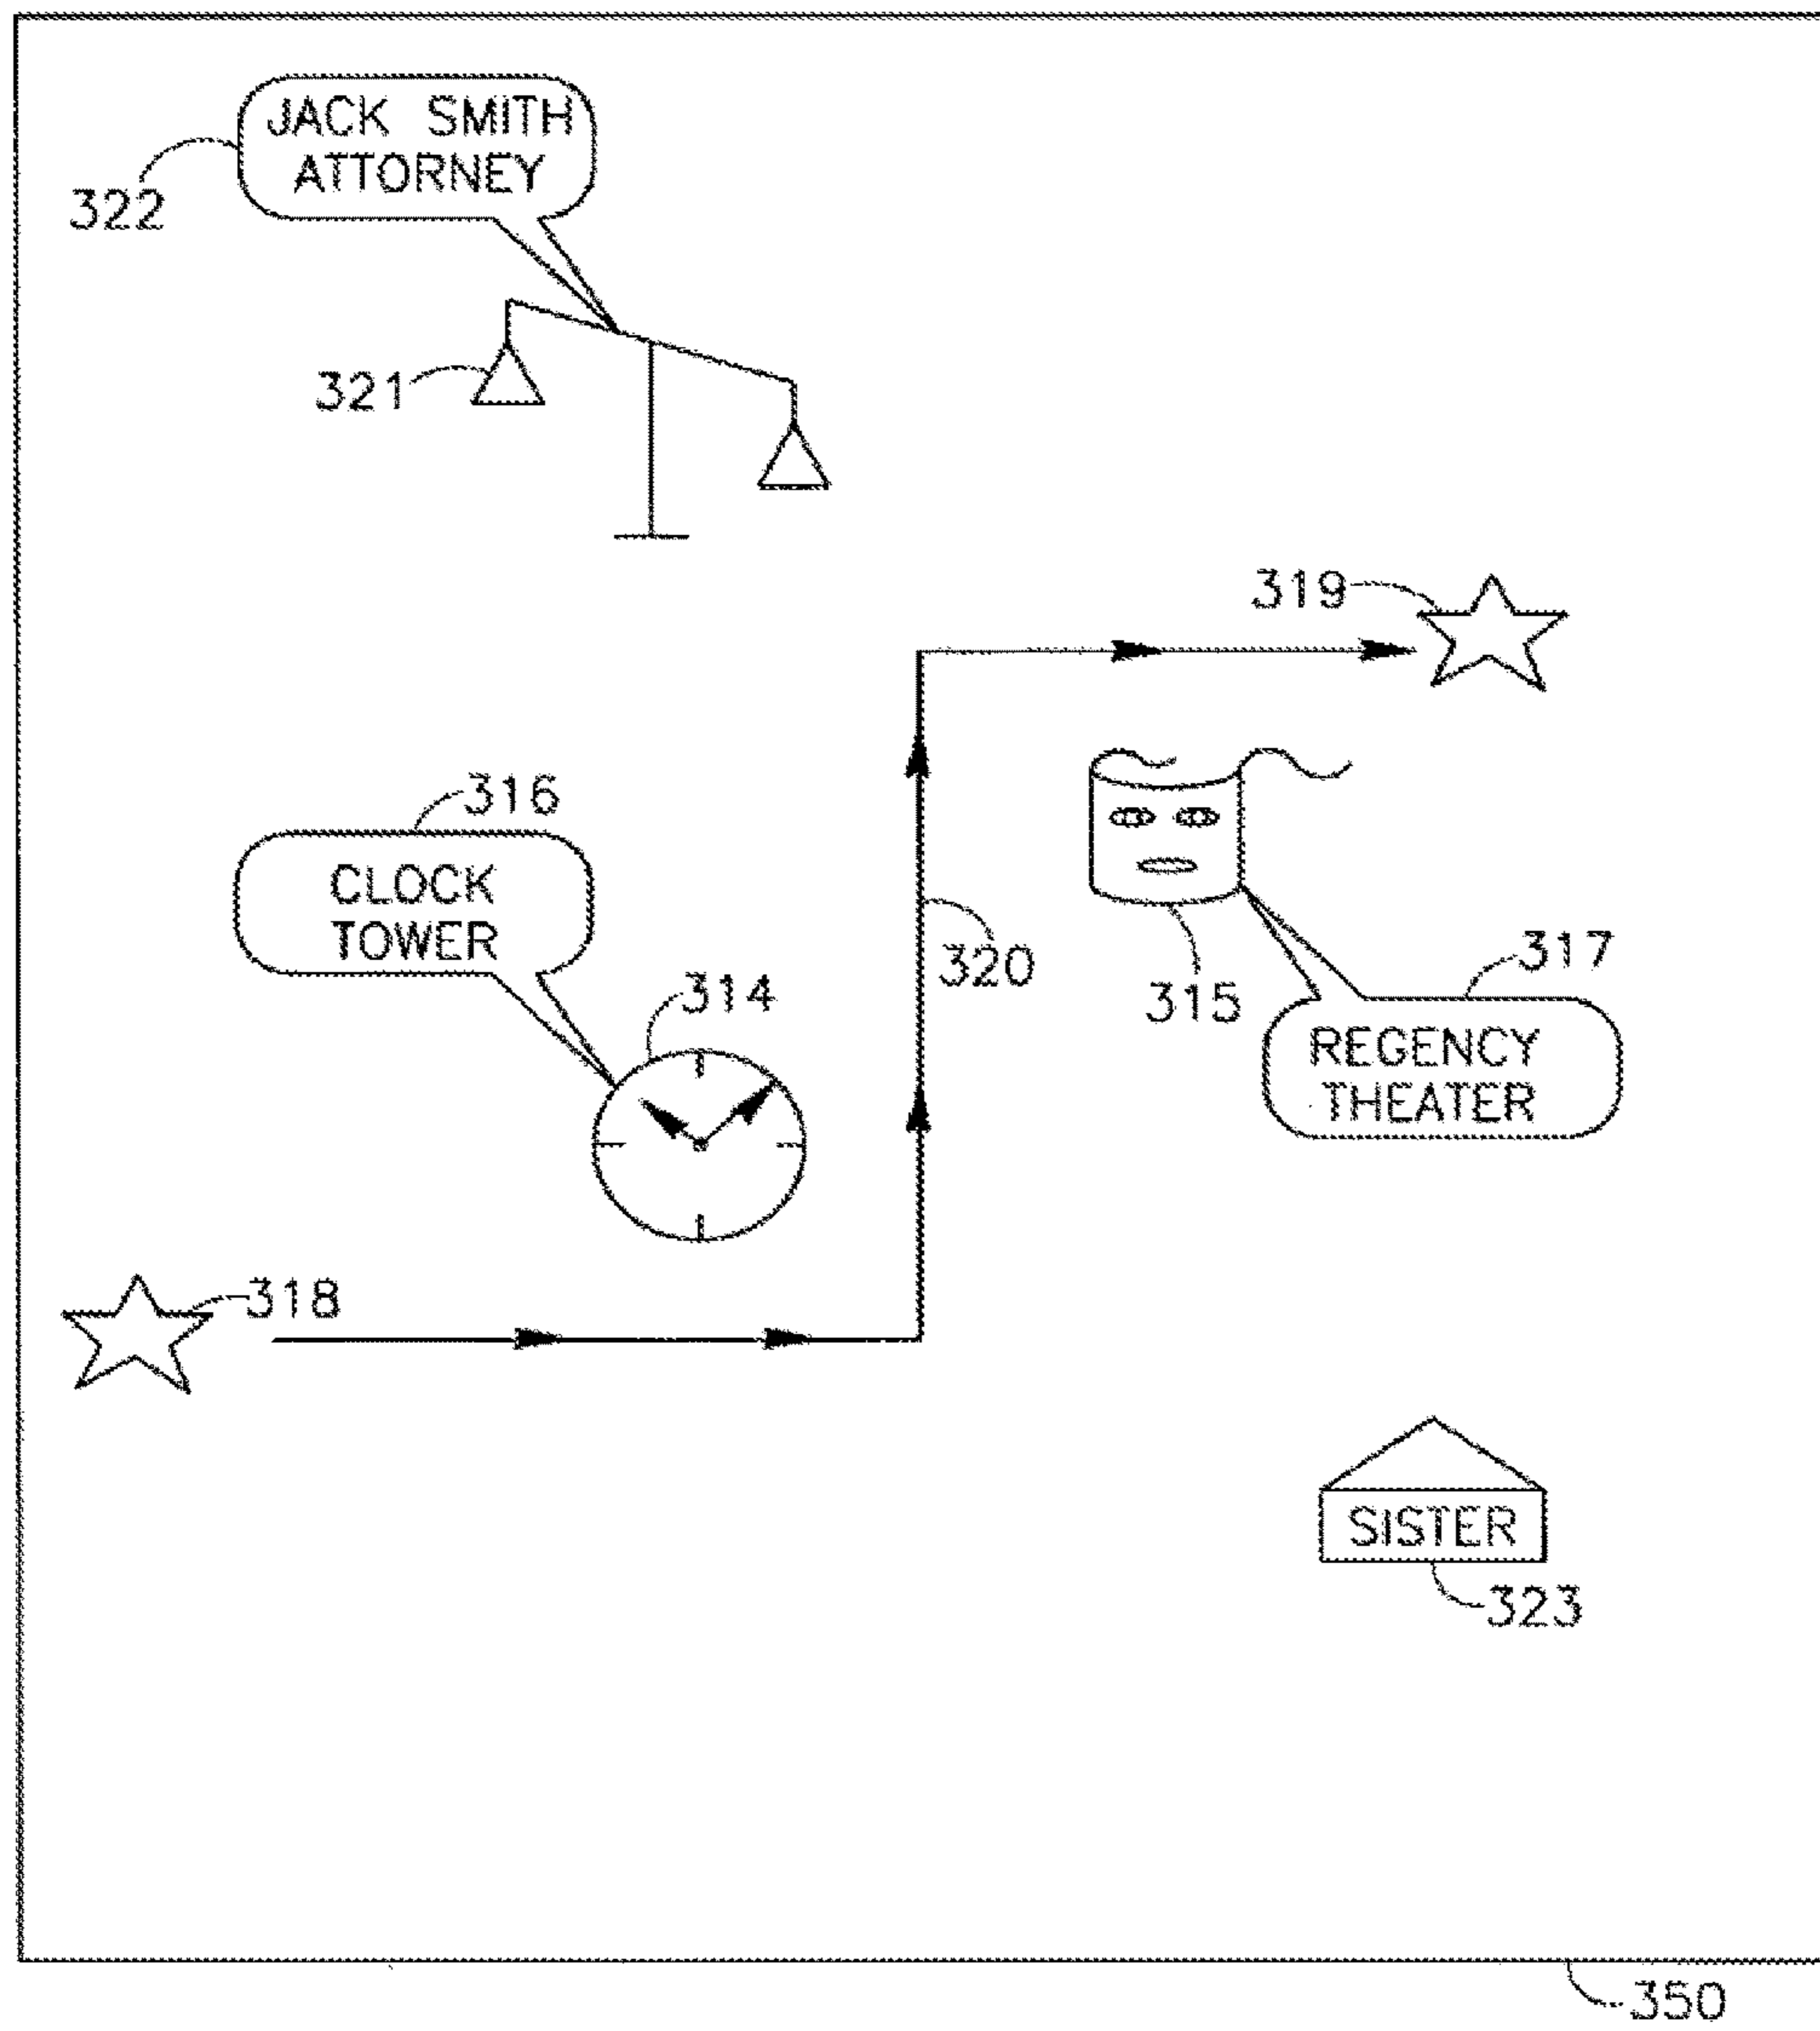 JACK SMITH
ATTORNEY
322
321
319
316
CLOCK
TOWER
314
320
315
317
REGENCY
THEATER
318
SISTER
323
350